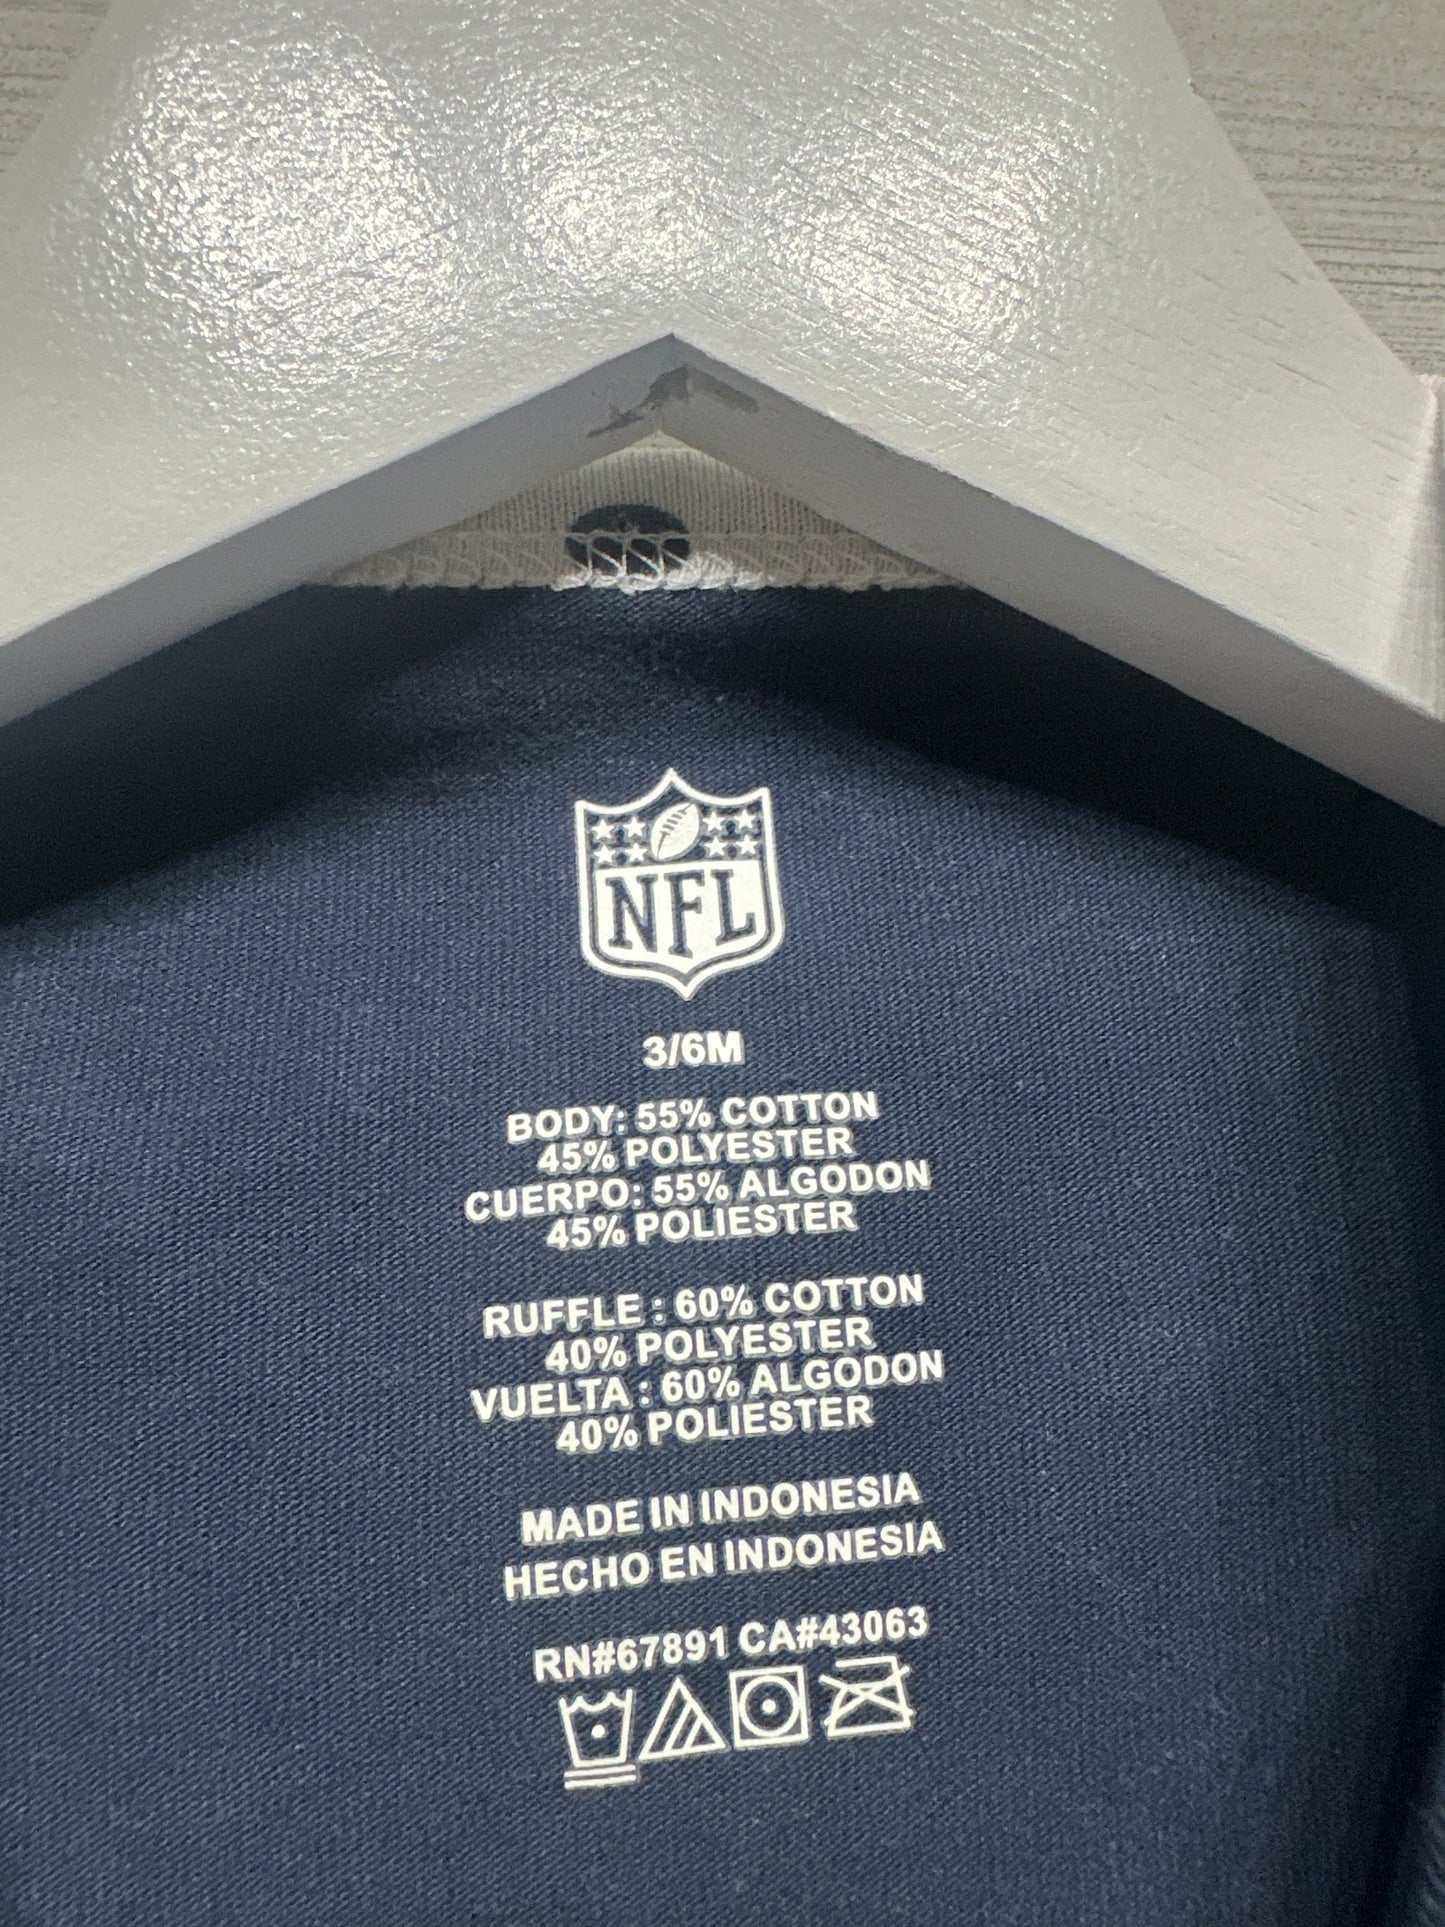 NFL
3/6M
BODY: 55% COTTON
45% POLYESTER
CUERPO: 55% ALGODON
45% POLIESTER
RUFFLE : 60% COTTON
40% POLYESTER
VUELTA : 60% ALGODON
40% POLIESTER
MADE IN INDONESIA
HECHO EN INDONESIA
RN#67891 CA#43063